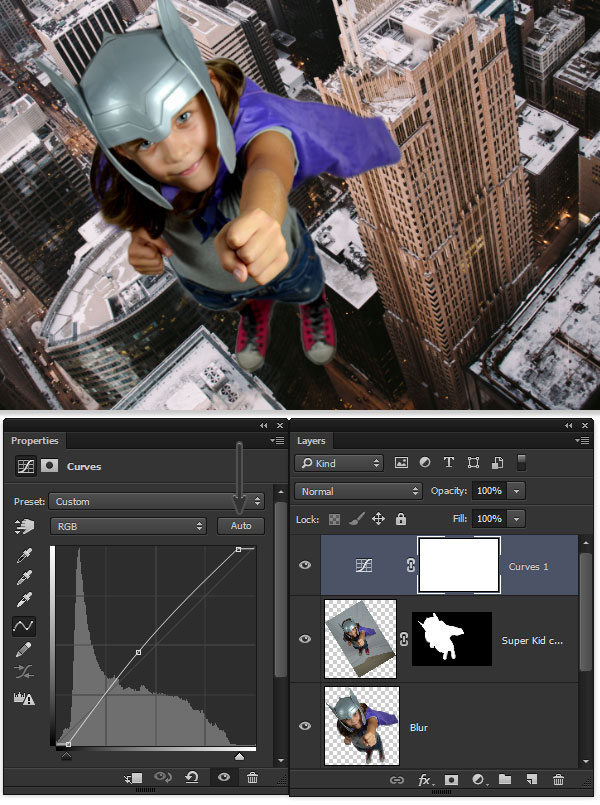 Properties
Curves
Preset: Custom
RGB
Auto
Layers
Kind
Normal
Opacity: 100%
Lock:
Fill: 100%
Curves 1
Super Kid c...
Blur
fx